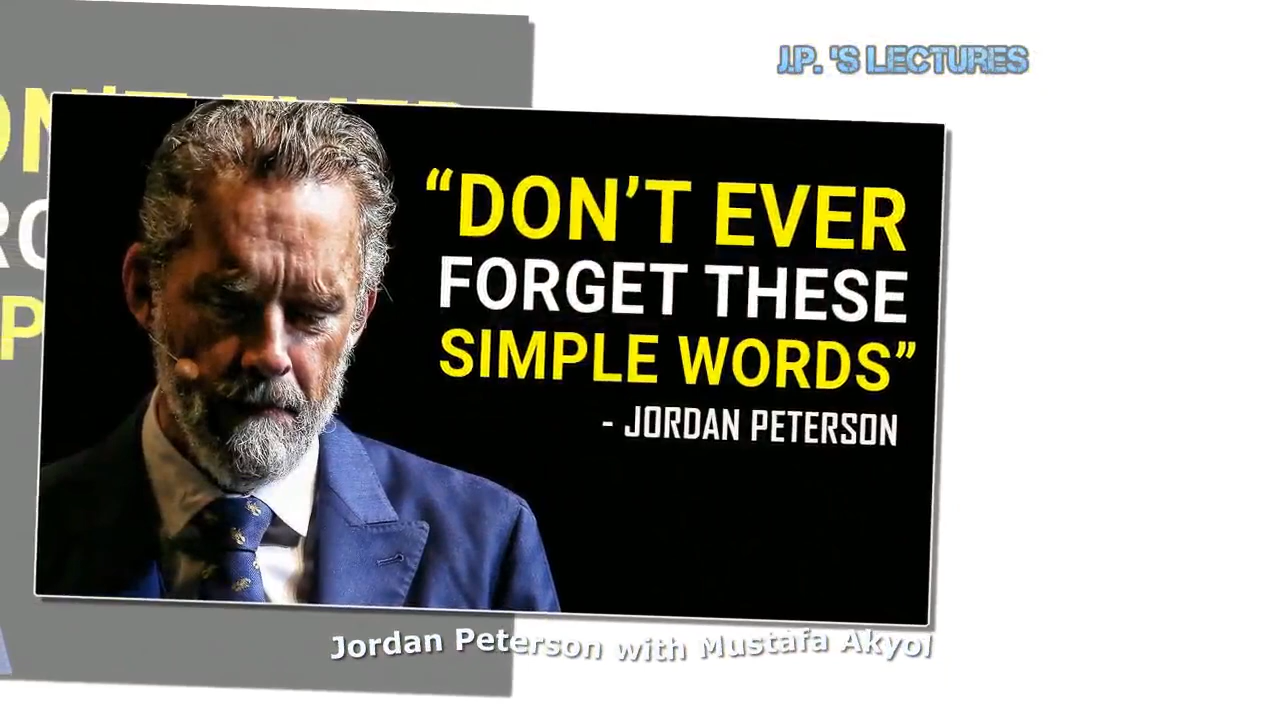 J.P. 'S LECTURES
“DON’T EVER
FORGET THESE
SIMPLE WORDS”
- JORDAN PETERSON
Jordan Peterson with Mustafa Akyol